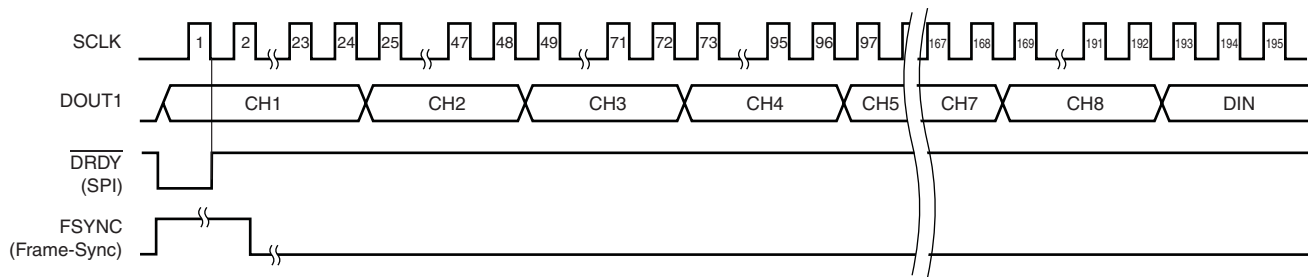 SCLK 1 2 23 24 25 47 48 49 71 72 73 95 96 97 167 168 169 191 192 193 194 195
DOUT1 CH1 CH2 CH3 CH4 CH5 CH7 CH8 DIN
DRDY
(SPI)
FSYNC
(Frame-Sync)